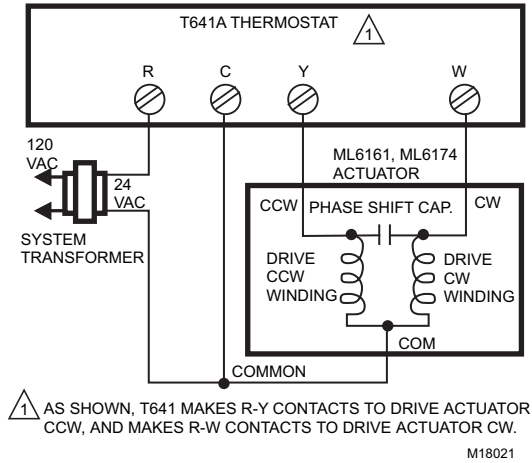 T641A THERMOSTAT
1
R C Y W
120
VAC
24
VAC
SYSTEM
TRANSFORMER
ML6161, ML6174
ACTUATOR
CCW PHASE SHIFT CAP. CW
DRIVE
CCW
WINDING
DRIVE
CW
WINDING
COM
COMMON
1 AS SHOWN, T641 MAKES R-Y CONTACTS TO DRIVE ACTUATOR
CCW, AND MAKES R-W CONTACTS TO DRIVE ACTUATOR CW.
M18021